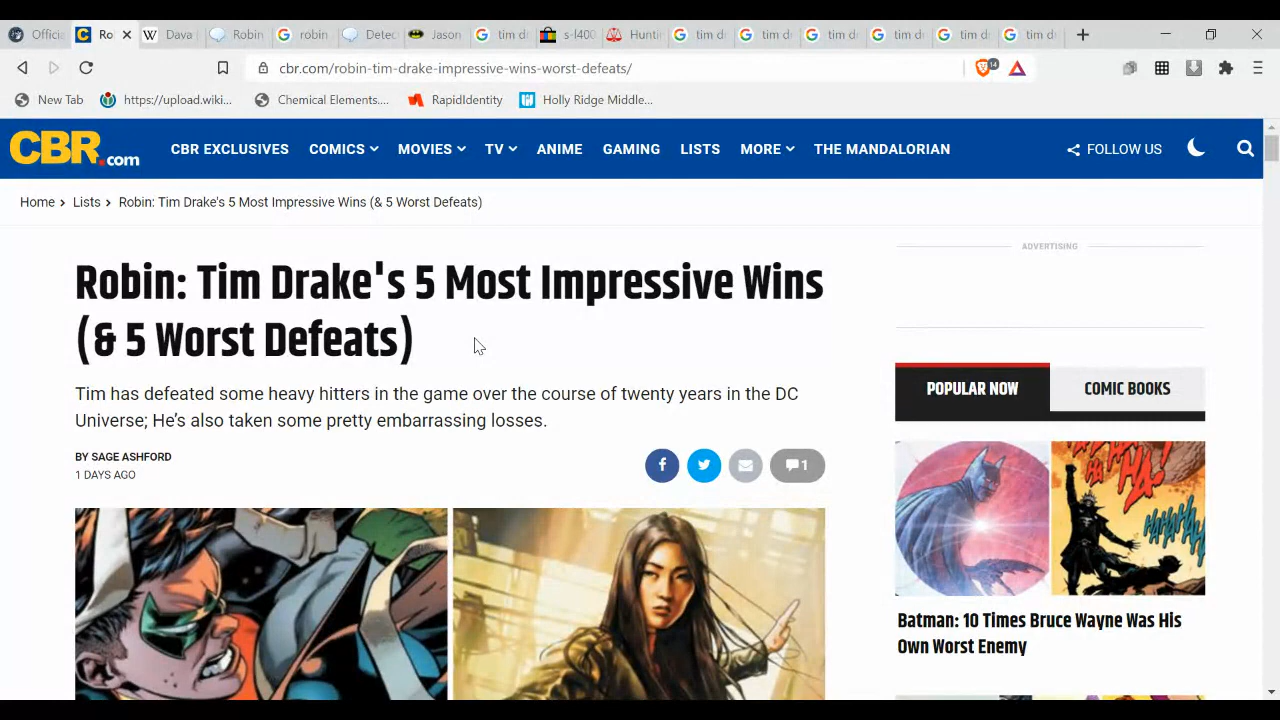 Offici
Ro
Dava
Robin
robin
Detec
Jason
tim d
s-l400
Hunti
tim d
tim d
tim d
tim d
tim d
tim d
cbr.com/robin-tim-drake-impressive-wins-worst-defeats/
14
New Tab
https://upload.wiki...
Chemical Elements....
RapidIdentity
Holly Ridge Middle...
CBR.com
CBR EXCLUSIVES
COMICS
MOVIES
TV
ANIME
GAMING
LISTS
MORE
THE MANDALORIAN
FOLLOW US
Home > Lists > Robin: Tim Drake's 5 Most Impressive Wins (& 5 Worst Defeats)
ADVERTISING
Robin: Tim Drake's 5 Most Impressive Wins
(& 5 Worst Defeats)
Tim has defeated some heavy hitters in the game over the course of twenty years in the DC
Universe; He's also taken some pretty embarrassing losses.
BY SAGE ASHFORD
1 DAYS AGO
1
POPULAR NOW
COMIC BOOKS
HA!
HAHAHA
Batman: 10 Times Bruce Wayne Was His
Own Worst Enemy